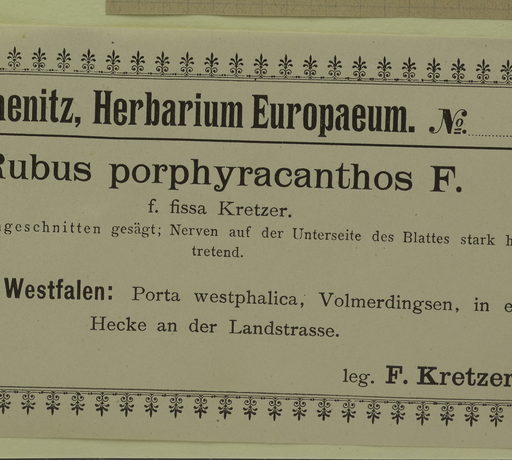 henitz, Herbarium Europaeum. No.
Rubus porphyracanthos F.
f. fissa Kretzer.
ngeschnitten gesägt; Nerven auf der Unterseite des Blattes stark h
tretend.
Westfalen: Porta westphalica, Volmerdingsen, in e
Hecke an der Landstrasse.
leg. F. Kretzer